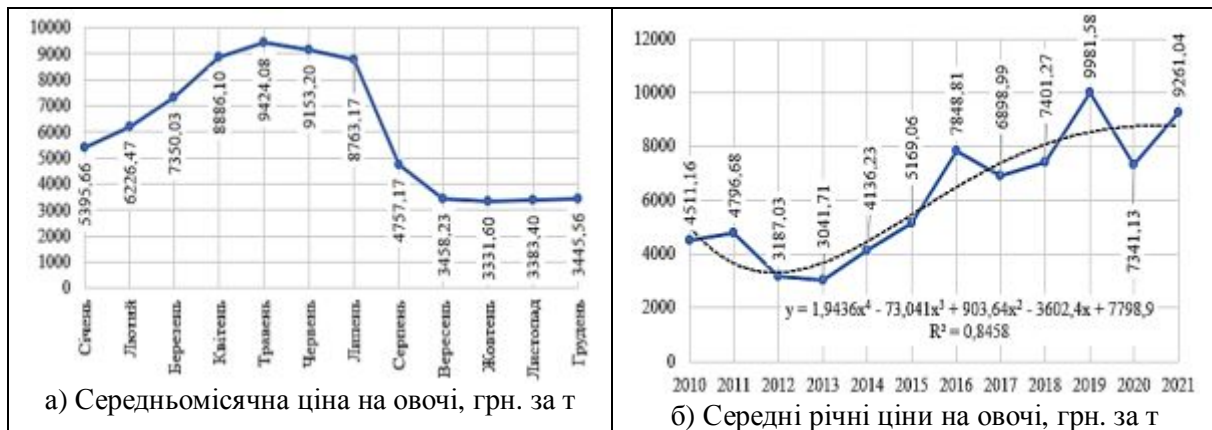 10000
9000
8000
7000
6000
5000
4000
3000
2000
1000
0
5395,66
6226,47
7350,03
8886,10
9424,08
9153,20
8763,17
4757,17
3458,23
3331,60
3383,40
3445,56
Січень
Лютий
Березень
Квітень
Травень
Червень
Липень
Серпень
Вересень
Жовтень
Листопад
Грудень
а) Середньомісячна ціна на овочі, грн. за т
12000
10000
8000
6000
4000
2000
0
4511,16
4796,68
3187,03
3041,71
4136,23
5169,06
7848,81
6898,99
7401,27
9981,58
7341,13
9261,04
y = 1,9436x⁴ - 73,041x³ + 903,64x² - 3602,4x + 7798,9
R² = 0,8458
2010 2011 2012 2013 2014 2015 2016 2017 2018 2019 2020 2021
б) Середні річні ціни на овочі, грн. за т